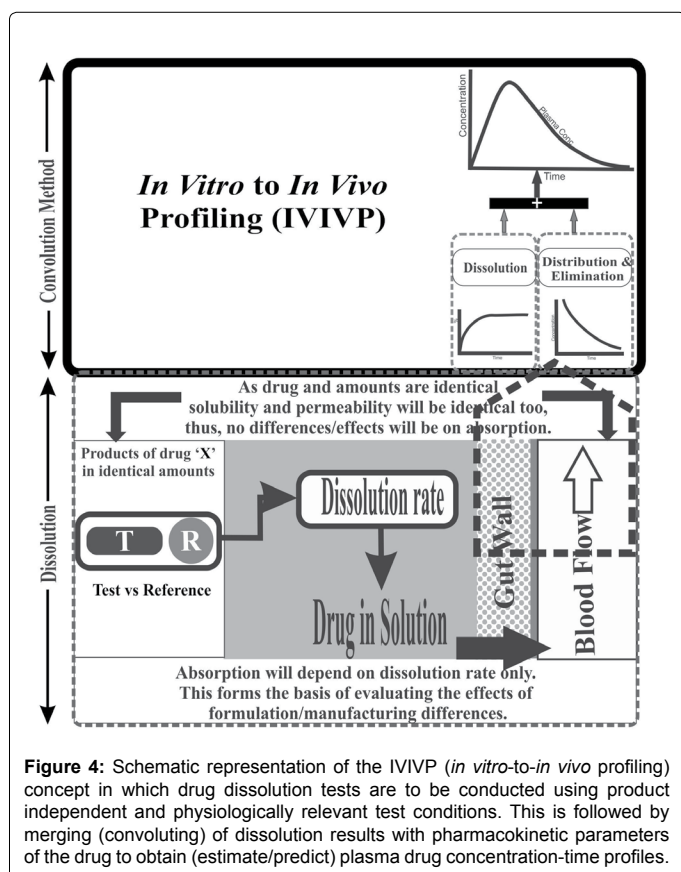 Convolution Method
In Vitro to In Vivo
Profiling (IVIVP)
Concentration
Plasma Conc.
Time
+
Dissolution
Distribution &
Elimination
Time
Concentration
Time
Dissolution
As drug and amounts are identical
solubility and permeability will be identical too,
thus, no differences/effects will be on absorption.
Products of drug ‘X’
in identical amounts
T
R
Test vs Reference
Dissolution rate
Drug in Solution
Gut Wall
Blood Flow
Absorption will depend on dissolution rate only.
This forms the basis of evaluating the effects of
formulation/manufacturing differences.
Figure 4: Schematic representation of the IVIVP (in vitro-to-in vivo profiling)
concept in which drug dissolution tests are to be conducted using product
independent and physiologically relevant test conditions. This is followed by
merging (convoluting) of dissolution results with pharmacokinetic parameters
of the drug to obtain (estimate/predict) plasma drug concentration-time profiles.